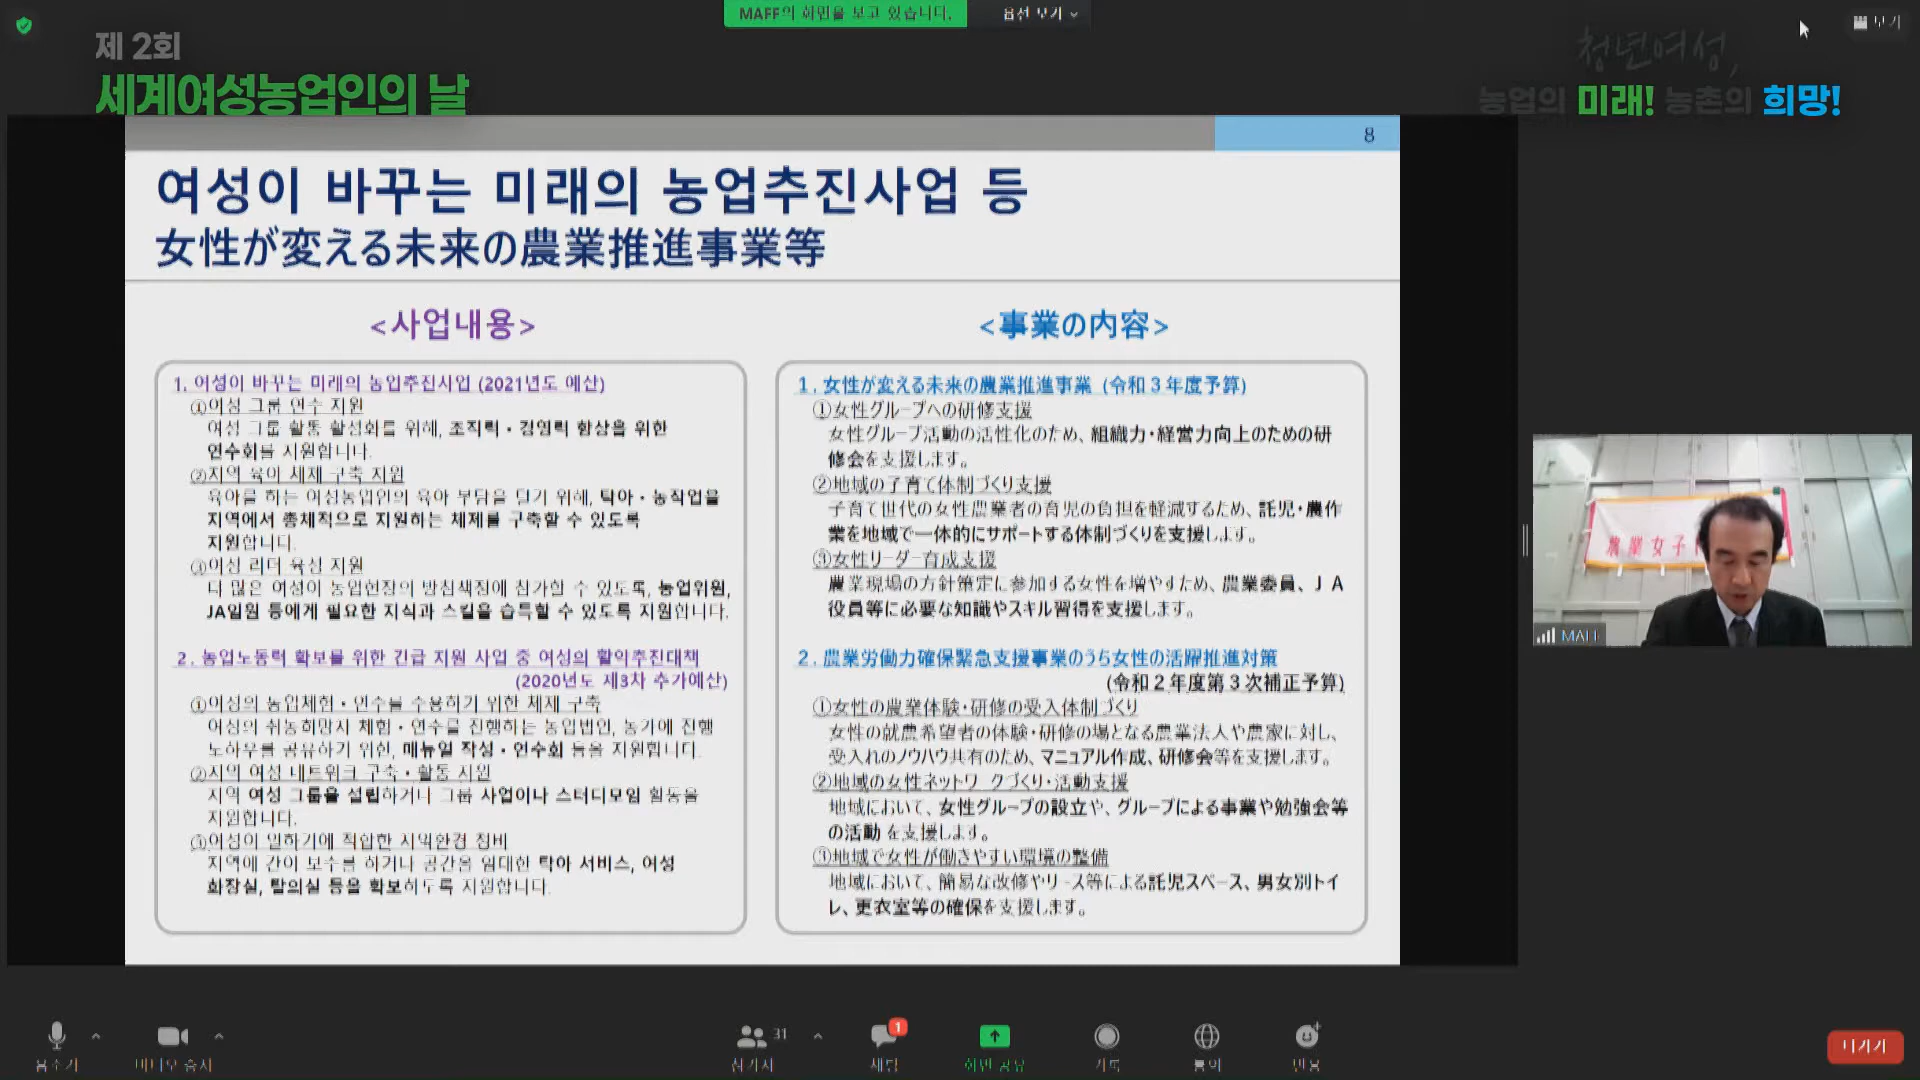 MAFF의 화면을 보고 있습니다.
옵션 보기
보기
제 2회
세계여성농업인의 날
청년여성,
농업의 미래! 농촌의 희망!
8
여성이 바꾸는 미래의 농업추진사업 등
女性が変える未来の農業推進事業等
<사업내용>
1. 여성이 바꾸는 미래의 농업추진사업 (2021년도 예산)
①여성 그룹 연수 지원
여성 그룹 활동 활성화를 위해, 조직력・경영력 향상을 위한
연수회를 지원합니다.
②지역 육아 체제 구축 지원
육아를 하는 여성농업인의 육아 부담을 덜기 위해, 탁아・농작업을
지역에서 총체적으로 지원하는 체제를 구축할 수 있도록
지원합니다.
③여성 리더 육성 지원
더 많은 여성이 농업현장의 방침책정에 참가할 수 있도록, 농업위원,
JA임원 등에게 필요한 지식과 스킬을 습득할 수 있도록 지원합니다.
2. 농업노동력 확보를 위한 긴급 지원 사업 중 여성의 활약추진대책
(2020년도 제3차 추가예산)
①여성의 농업체험・연수를 수용하기 위한 체제 구축
여성의 취농희망자 체험・연수를 진행하는 농업법인, 농가에 진행
노하우를 공유하기 위한, 매뉴얼 작성・연수회 등을 지원합니다.
②지역 여성 네트워크 구축・활동 지원
지역 여성 그룹을 설립하거나 그룹 사업이나 스터디모임 활동을
지원합니다.
③여성이 일하기에 적합한 지역환경 정비
지역에 간이 보수를 하거나 공간을 임대한 탁아 서비스, 여성
화장실, 탈의실 등을 확보하도록 지원합니다.
<事業の内容>
1. 女性が変える未来の農業推進事業 (令和3年度予算)
①女性グループへの研修支援
女性グループ活動の活性化のため、組織力・経営力向上のための研
修会を支援します。
②地域の子育て体制づくり支援
子育て世代の女性農業者の育児の負担を軽減するため、託児・農作
業を地域で一体的にサポートする体制づくりを支援します。
③女性リーダー育成支援
農業現場の方針策定に参加する女性を増やすため、農業委員、JA
役員等に必要な知識やスキル習得を支援します。
2. 農業労働力確保緊急支援事業のうち女性の活躍推進対策
(令和2年度第3次補正予算)
①女性の農業体験・研修の受入体制づくり
女性の就農希望者の体験・研修の場となる農業法人や農家に対し、
受入れのノウハウ共有のため、マニュアル作成、研修会等を支援します。
②地域の女性ネットワークづくり・活動支援
地域において、女性グループの設立や、グループによる事業や勉強会等
の活動を支援します。
③地域で女性が働きやすい環境の整備
地域において、簡易な改修やリース等による託児スペース、男女別トイ
レ、更衣室等の確保を支援します。
農業女子
MAFF
음소거
비디오 중지
31
참가자
1
채팅
화면 공유
기록
통역
반응
나가기